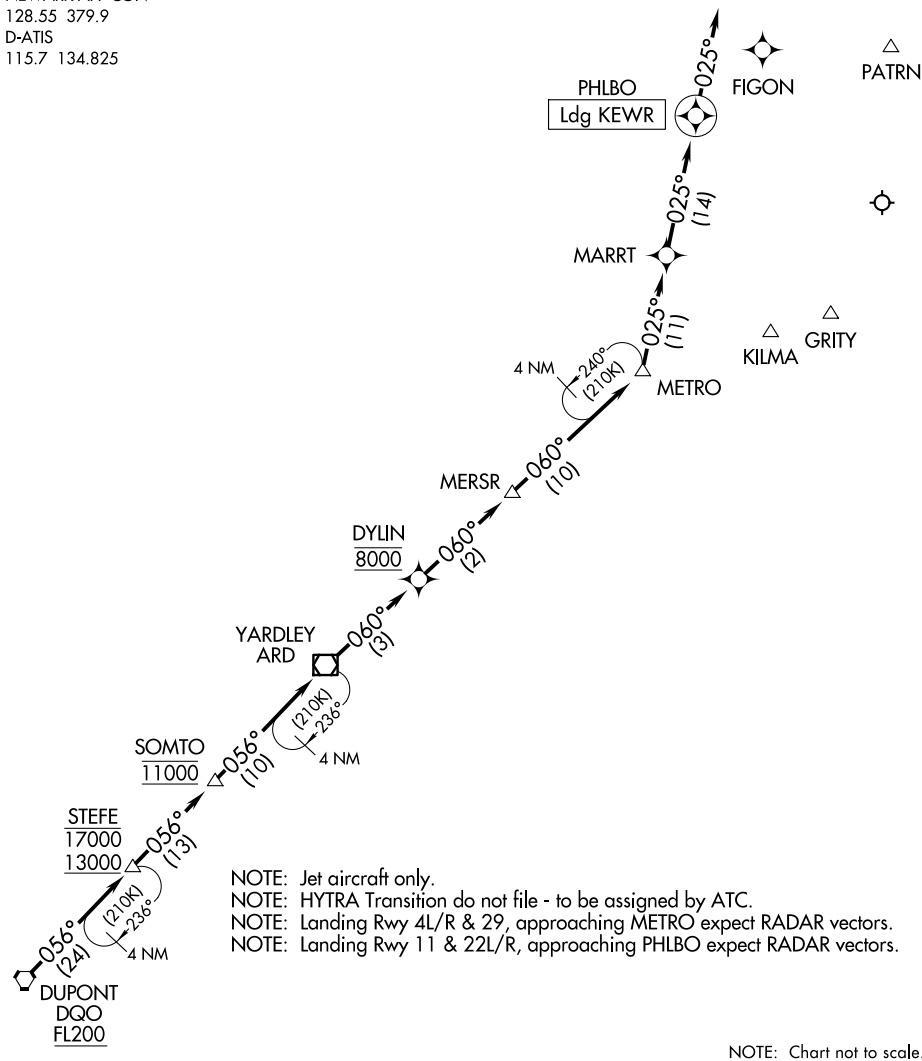 128.55 379.9
D-ATIS
115.7 134.825
025°
FIGON
PATRN
PHLBO
Ldg KEWR
025°
(14)
MARRT
025°
(11)
KILMA
GRITY
4 NM
240°
(210K)
METRO
060°
(10)
MERSR
DYLIN
8000
060°
(2)
YARDLEY
ARD
060°
(3)
(210K)
236°
4 NM
SOMTO
11000
056°
(10)
STEFE
17000
13000
056°
(13)
(210K)
236°
4 NM
056°
(24)
DUPONT
DQO
FL200
NOTE: Jet aircraft only.
NOTE: HYTRA Transition do not file - to be assigned by ATC.
NOTE: Landing Rwy 4L/R & 29, approaching METRO expect RADAR vectors.
NOTE: Landing Rwy 11 & 22L/R, approaching PHLBO expect RADAR vectors.
NOTE: Chart not to scale